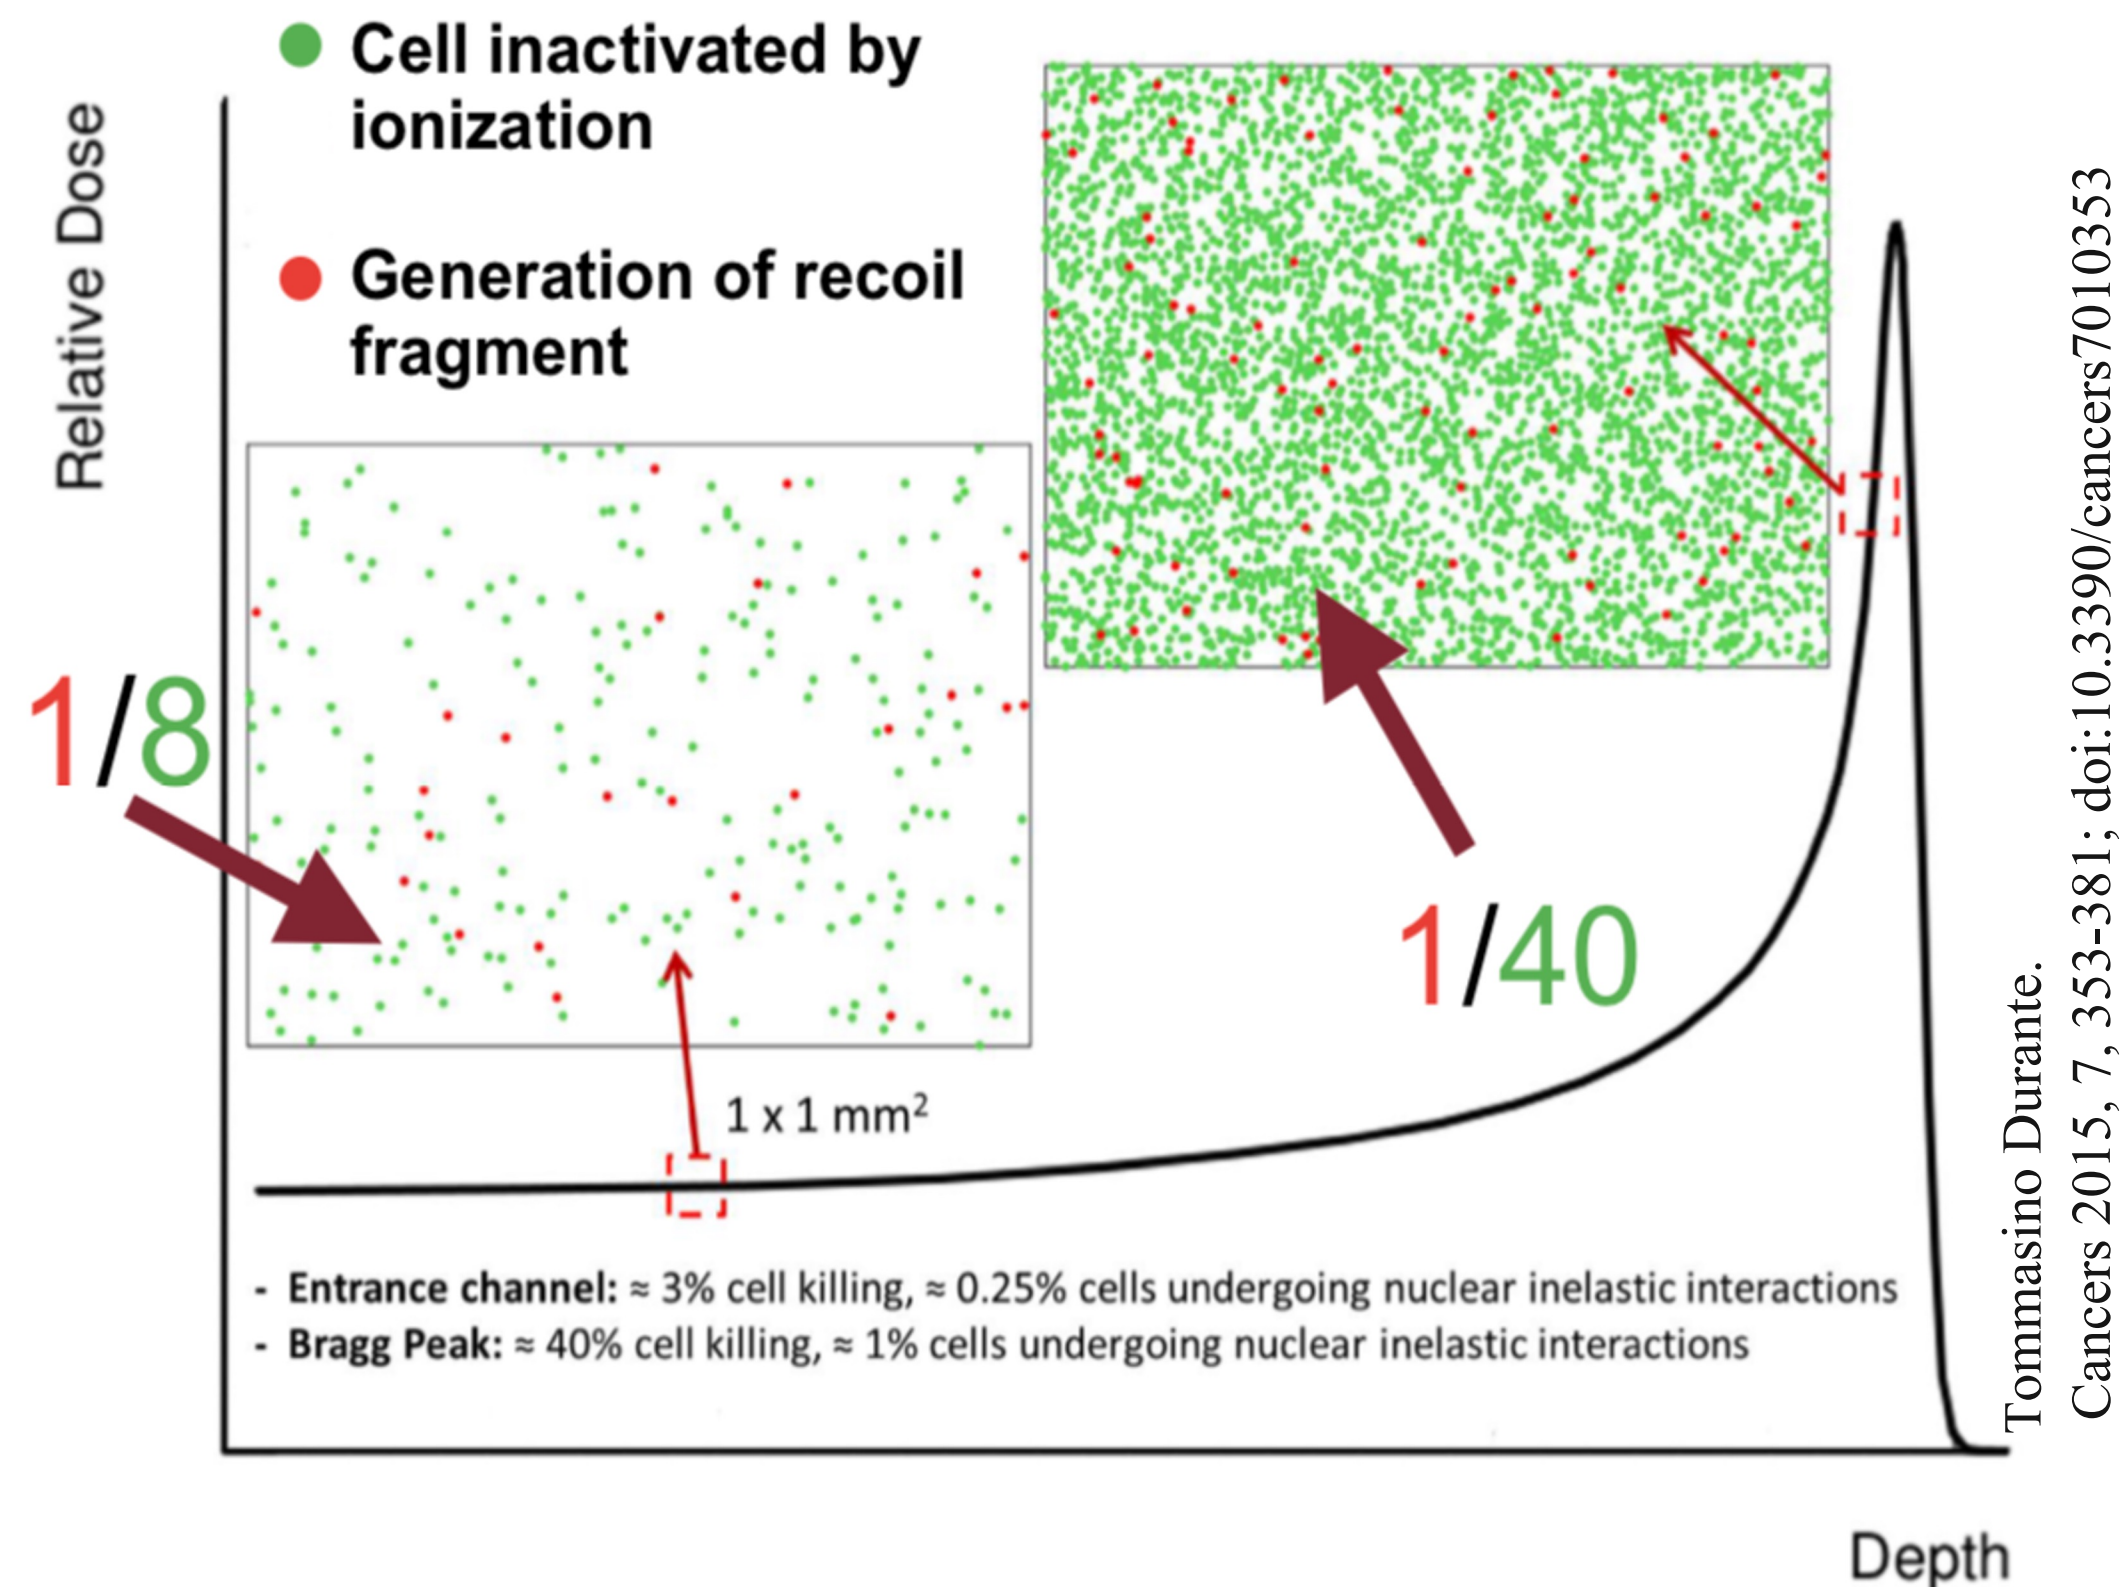 Cell inactivated by
ionization
Generation of recoil
fragment
Relative Dose
1/8
1/40
1 x 1 mm²
- Entrance channel: ≈ 3% cell killing, ≈ 0.25% cells undergoing nuclear inelastic interactions
- Bragg Peak: ≈ 40% cell killing, ≈ 1% cells undergoing nuclear inelastic interactions
Depth
Tommasino Durante.
Cancers 2015, 7, 353-381; doi:10.3390/cancers7010353